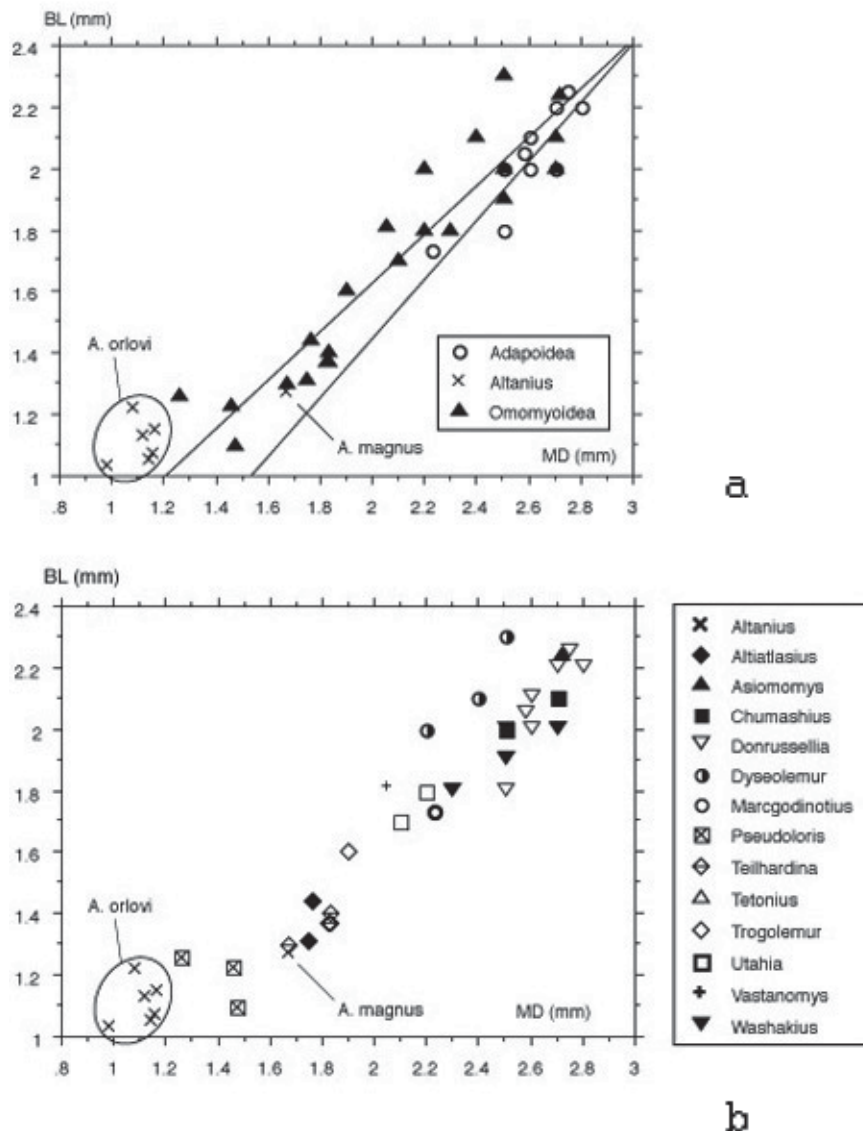 BL (mm)
2.4
2.2
2
1.8
1.6
1.4
1.2
1
A. orlovi
Adapoidea
Altanius
Omomyoidea
A. magnus
MD (mm)
.8 1 1.2 1.4 1.6 1.8 2 2.2 2.4 2.6 2.8 3
a
BL (mm)
2.4
2.2
2
1.8
1.6
1.4
1.2
1
A. orlovi
A. magnus
MD (mm)
.8 1 1.2 1.4 1.6 1.8 2 2.2 2.4 2.6 2.8 3
Altanius
Altiatlasius
Asiomomys
Chumashius
Donrussellia
Dyseolemur
Marcgodinotius
Pseudoloris
Teilhardina
Tetonius
Trogolemur
Utahia
Vastanomys
Washakius
b